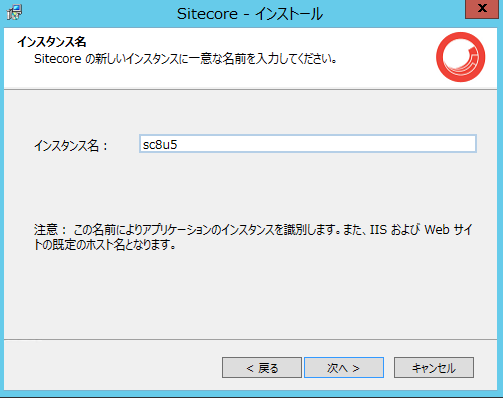 Sitecore - インストール
x
インスタンス名
Sitecore の新しいインスタンスに一意な名前を入力してください。
インスタンス名：
sc8u5
注意： この名前によりアプリケーションのインスタンスを識別します。また、IIS および Web サイ
トの既定のホスト名となります。
< 戻る
次へ >
キャンセル